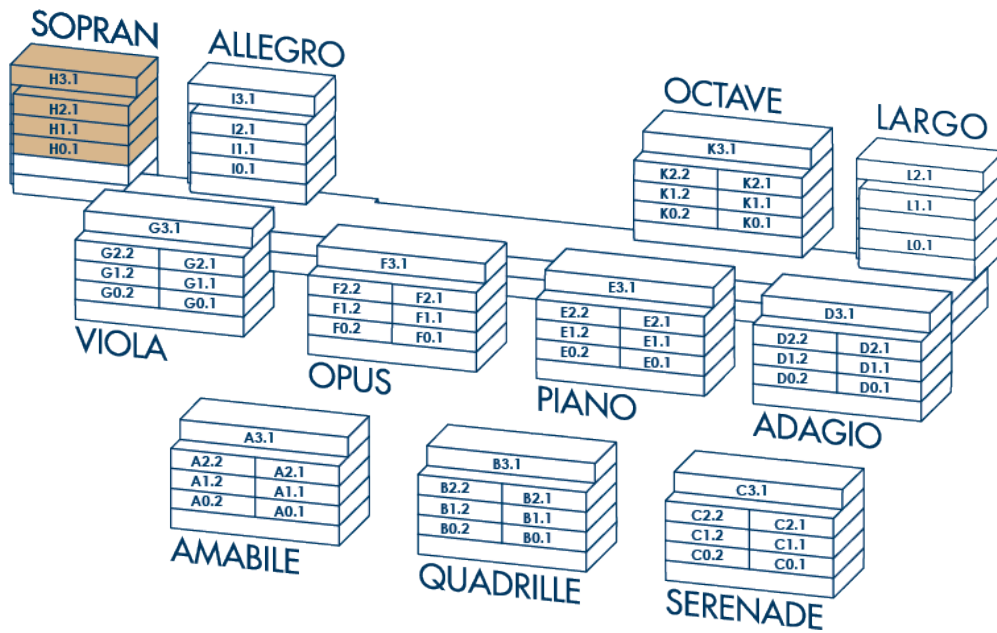 SOPRAN
H3.1
H2.1
H1.1
H0.1
ALLEGRO
I3.1
I2.1
I1.1
I0.1
OCTAVE
K3.1
K2.2 K2.1
K1.2 K1.1
K0.2 K0.1
LARGO
L2.1
L1.1
L0.1
G3.1
G2.2 G2.1
G1.2 G1.1
G0.2 G0.1
VIOLA
F3.1
F2.2 F2.1
F1.2 F1.1
F0.2 F0.1
OPUS
E3.1
E2.2 E2.1
E1.2 E1.1
E0.2 E0.1
PIANO
D3.1
D2.2 D2.1
D1.2 D1.1
D0.2 D0.1
ADAGIO
A3.1
A2.2 A2.1
A1.2 A1.1
A0.2 A0.1
AMABILE
B3.1
B2.2 B2.1
B1.2 B1.1
B0.2 B0.1
QUADRILLE
C3.1
C2.2 C2.1
C1.2 C1.1
C0.2 C0.1
SERENADE